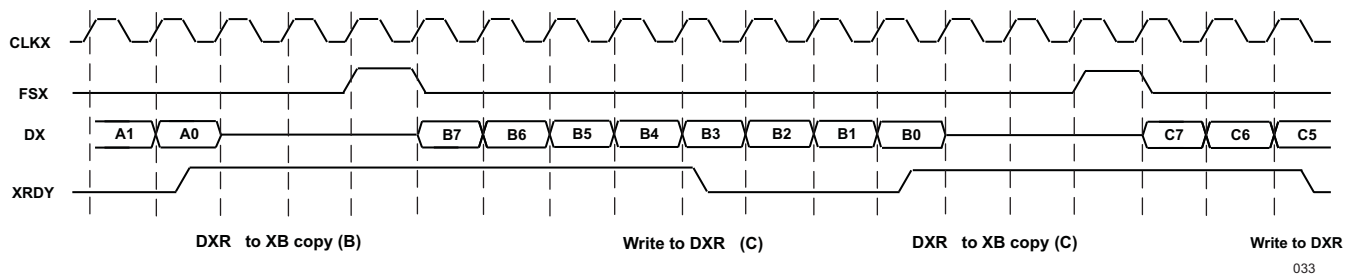 CLKX
FSX
DX A1 A0 B7 B6 B5 B4 B3 B2 B1 B0 C7 C6 C5
XRDY
DXR to XB copy (B) Write to DXR (C) DXR to XB copy (C) Write to DXR
033